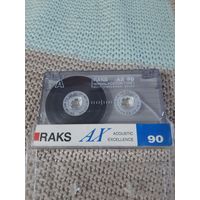 A
RAKS AX 90
RAKS
AX
ACOUSTIC
EXCELLENCE
90